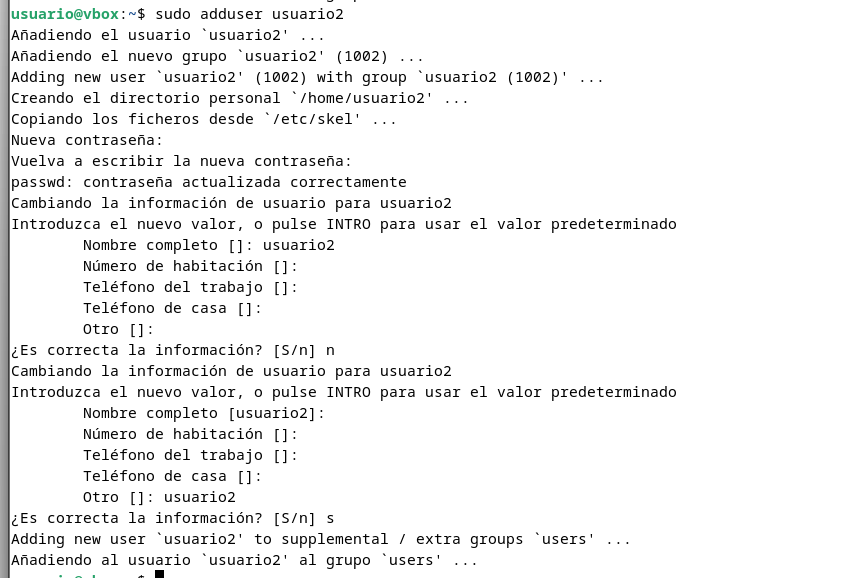 usuario@vbox:~$ sudo adduser usuario2
Añadiendo el usuario `usuario2' ...
Añadiendo el nuevo grupo `usuario2' (1002) ...
Adding new user `usuario2' (1002) with group `usuario2 (1002)' ...
Creando el directorio personal `/home/usuario2' ...
Copiando los ficheros desde `/etc/skel' ...
Nueva contraseña:
Vuelva a escribir la nueva contraseña:
passwd: contraseña actualizada correctamente
Cambiando la información de usuario para usuario2
Introduzca el nuevo valor, o pulse INTRO para usar el valor predeterminado
Nombre completo []: usuario2
Número de habitación []:
Teléfono del trabajo []:
Teléfono de casa []:
Otro []:
¿Es correcta la información? [S/n] n
Cambiando la información de usuario para usuario2
Introduzca el nuevo valor, o pulse INTRO para usar el valor predeterminado
Nombre completo [usuario2]:
Número de habitación []:
Teléfono del trabajo []:
Teléfono de casa []:
Otro []: usuario2
¿Es correcta la información? [S/n] s
Adding new user `usuario2' to supplemental / extra groups `users' ...
Añadiendo al usuario `usuario2' al grupo `users' ...